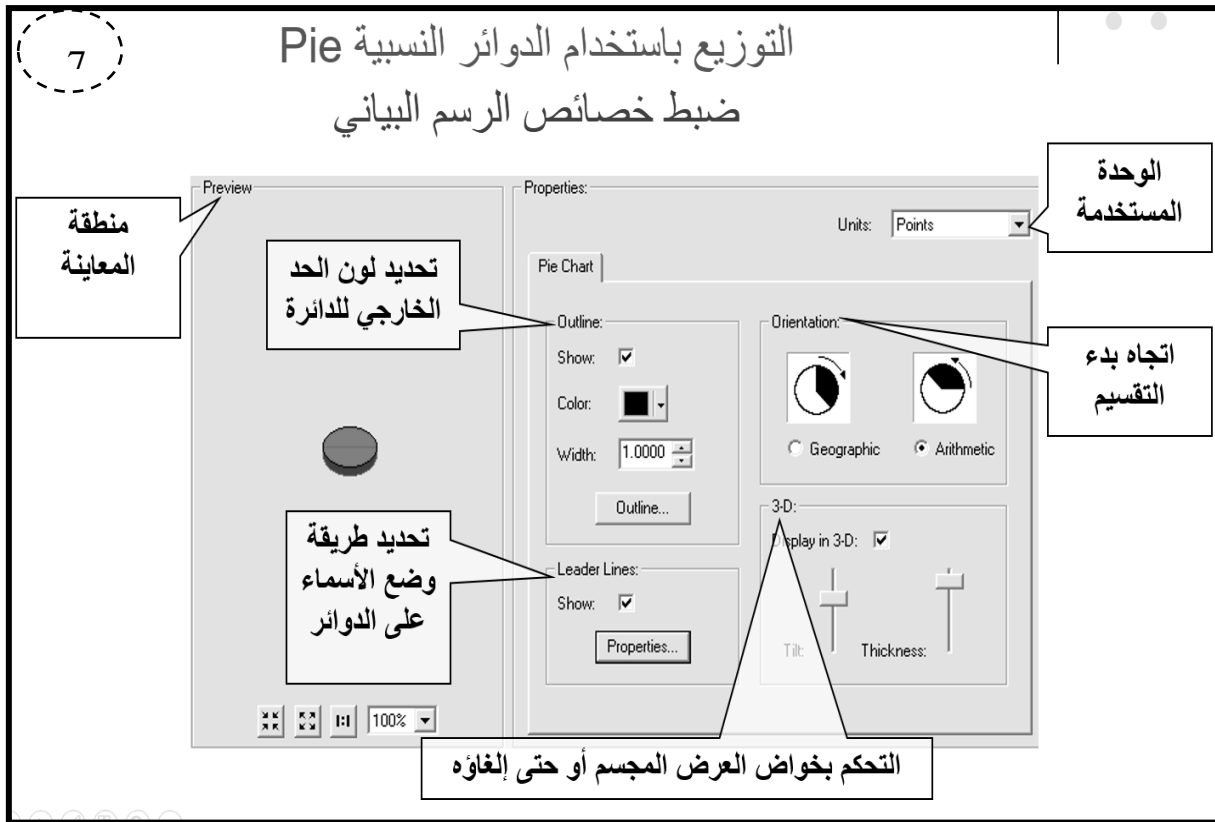 7
التوزيع باستخدام الدوائر النسبية Pie
ضبط خصائص الرسم البياني
الوحدة
المستخدمة
منطقة
المعاينة
تحديد لون الحد
الخارجي للدائرة
اتجاه بدء
التقسيم
تحديد طريقة
وضع الأسماء
على الدوائر
التحكم بخواض العرض المجسم أو حتى إلغاؤه
Preview
Properties:
Units: Points
Pie Chart
Outline:
Show:
Color:
Width: 1.0000
Outline...
Orientation:
Geographic
Arithmetic
Leader Lines:
Show:
Properties...
3-D:
Display in 3-D:
Tilt:
Thickness:
1:1
100%